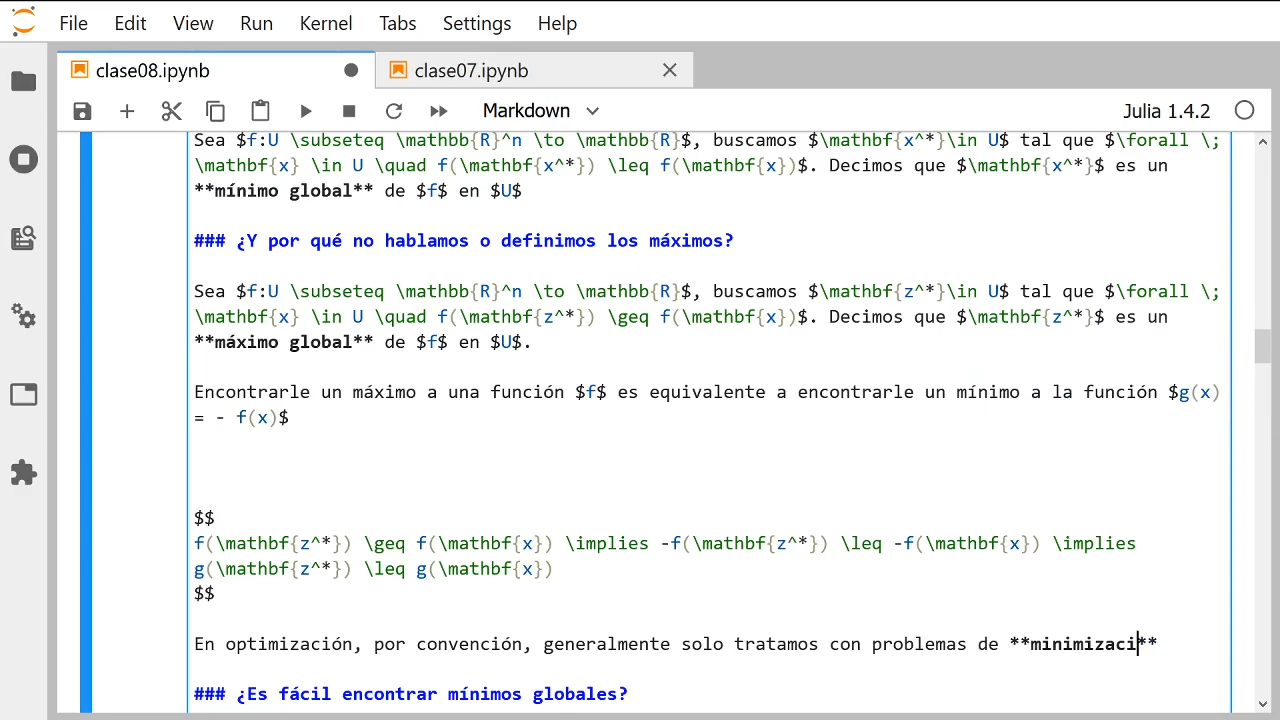 File Edit View Run Kernel Tabs Settings Help
clase08.ipynb clase07.ipynb
Markdown Julia 1.4.2
Sea $f:U \subseteq \mathbb{R}^n \to \mathbb{R}$, buscamos $\mathbf{x^*}\in U$ tal que $\forall \;
\mathbf{x} \in U \quad f(\mathbf{x^*}) \leq f(\mathbf{x})$. Decimos que $\mathbf{x^*}$ es un
**mínimo global** de $f$ en $U$
### ¿Y por qué no hablamos o definimos los máximos?
Sea $f:U \subseteq \mathbb{R}^n \to \mathbb{R}$, buscamos $\mathbf{z^*}\in U$ tal que $\forall \;
\mathbf{x} \in U \quad f(\mathbf{z^*}) \geq f(\mathbf{x})$. Decimos que $\mathbf{z^*}$ es un
**máximo global** de $f$ en $U$.
Encontrarle un máximo a una función $f$ es equivalente a encontrarle un mínimo a la función $g(x)
= - f(x)$
$$
f(\mathbf{z^*}) \geq f(\mathbf{x}) \implies -f(\mathbf{z^*}) \leq -f(\mathbf{x}) \implies
g(\mathbf{z^*}) \leq g(\mathbf{x})
$$
En optimización, por convención, generalmente solo tratamos con problemas de **minimizaci**
### ¿Es fácil encontrar mínimos globales?